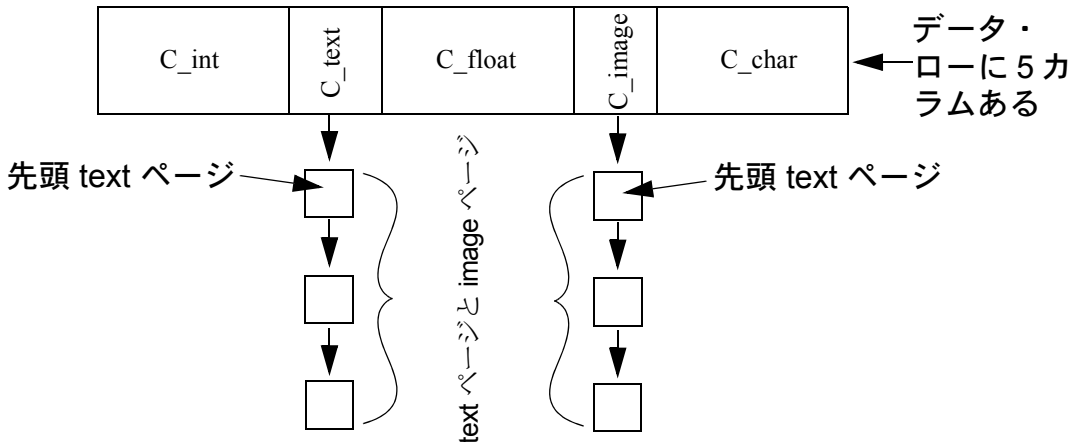 C_int
C_text
C_float
C_image
C_char
データ・
ローに 5 カ
ラムある
先頭 text ページ
text ページと image ページ
先頭 text ページ